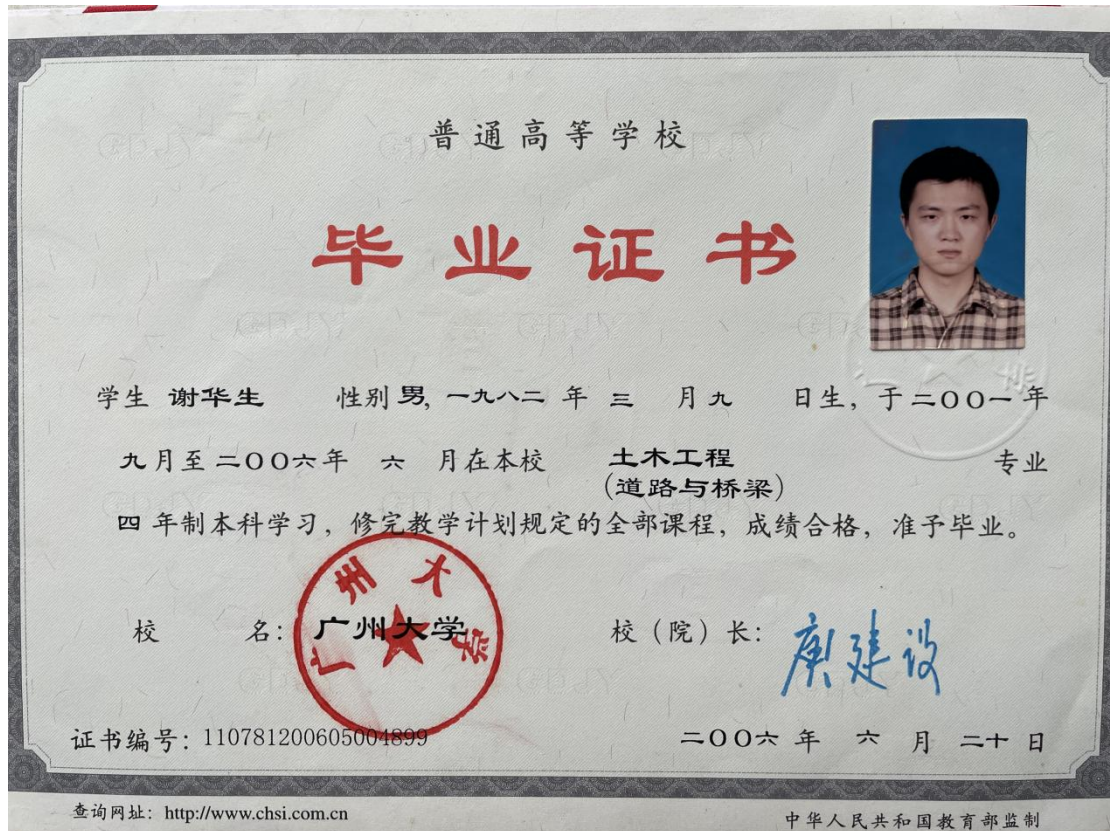 普通高等学校
毕业证书
学生 谢华生 性别 男, 一九八二 年 三 月 九 日生, 于 二〇〇一 年
九 月至 二〇〇六 年 六 月在本校 土木工程 专业
(道路与桥梁)
四 年制本科学习, 修完教学计划规定的全部课程, 成绩合格, 准予毕业。
广州大学
校 名: 广州大学 校(院)长: 庾建设
证书编号: 110781200605004899 二〇〇六 年 六 月 二十 日
查询网址: http://www.chsi.com.cn 中华人民共和国教育部监制